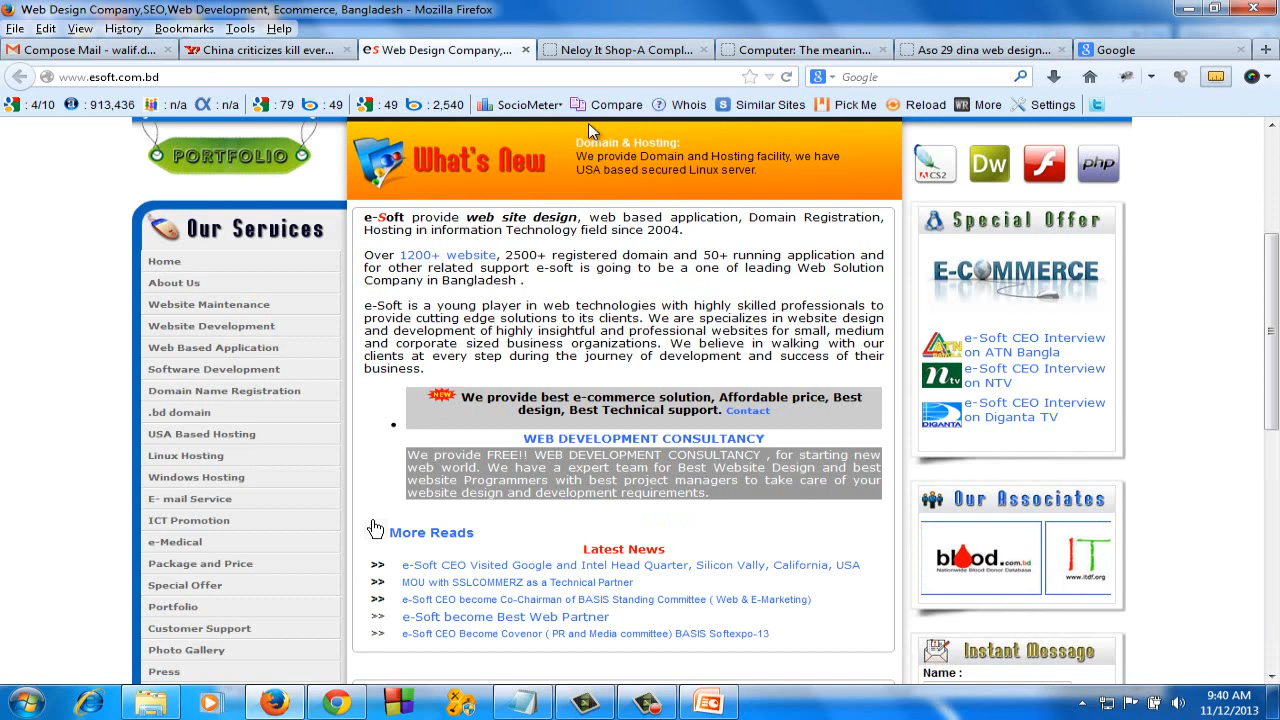 Web Design Company,SEO,Web Development, Ecommerce, Bangladesh - Mozilla Firefox
File Edit View History Bookmarks Tools Help
Compose Mail - walif.d...
China criticizes kill ever...
eS Web Design Company,...
Neloy It Shop-A Compl...
Computer: The meanin...
Aso 29 dina web design...
Google
www.esoft.com.bd
Google
: 4/10
: 913,436
: n/a
: n/a
: 79
: 49
: 49
: 2,540
SocioMeter
Compare
Whois
Similar Sites
Pick Me
Reload
WR More
Settings
PORTFOLIO
What's New
Domain & Hosting:
We provide Domain and Hosting facility, we have
USA based secured Linux server.
CS2
Dw
php
Our Services
Home
About Us
Website Maintenance
Website Development
Web Based Application
Software Development
Domain Name Registration
.bd domain
USA Based Hosting
Linux Hosting
Windows Hosting
E- mail Service
ICT Promotion
e-Medical
Package and Price
Special Offer
Portfolio
Customer Support
Photo Gallery
Press
e-Soft provide web site design, web based application, Domain Registration,
Hosting in information Technology field since 2004.
Over 1200+ website, 2500+ registered domain and 50+ running application and
for other related support e-soft is going to be a one of leading Web Solution
Company in Bangladesh .
e-Soft is a young player in web technologies with highly skilled professionals to
provide cutting edge solutions to its clients. We are specializes in website design
and development of highly insightful and professional websites for small, medium
and corporate sized business organizations. We believe in walking with our
clients at every step during the journey of development and success of their
business.
NEW We provide best e-commerce solution, Affordable price, Best
design, Best Technical support. Contact
WEB DEVELOPMENT CONSULTANCY
We provide FREE!! WEB DEVELOPMENT CONSULTANCY , for starting new
web world. We have a expert team for Best Website Design and best
website Programmers with best project managers to take care of your
website design and development requirements.
More Reads
Latest News
>> e-Soft CEO Visited Google and Intel Head Quarter, Silicon Vally, California, USA
>> MOU with SSLCOMMERZ as a Technical Partner
>> e-Soft CEO become Co-Chairman of BASIS Standing Committee ( Web & E-Marketing)
>> e-Soft become Best Web Partner
>> e-Soft CEO Become Covenor ( PR and Media committee) BASIS Softexpo-13
Special Offer
E-COMMERCE
ATN BANGLA
e-Soft CEO Interview
on ATN Bangla
ntv
e-Soft CEO Interview
on NTV
DIGANTA
e-Soft CEO Interview
on Diganta TV
Our Associates
blood.com.bd
Nationwide Blood Donor Database
IT
www.itdf.org
Instant Message
Name :
9:40 AM
11/12/2013